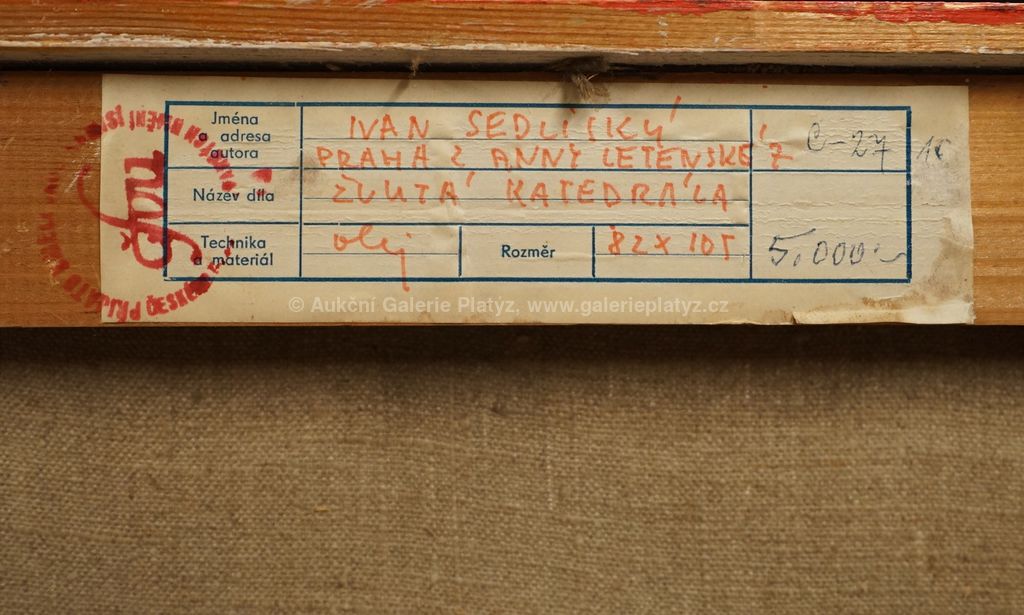 Jména
a adresa
autora
IVAN SEDLICKÝ
PRAHA 2 ANNY LETENSKÉ 7
Č-27
Název díla
ŽLUTÁ KATEDRÁLA
Technika
a materiál
olej
Rozměr
82 x 105
5.000.-
© Aukční Galerie Platýz, www.galerieplatyz.cz